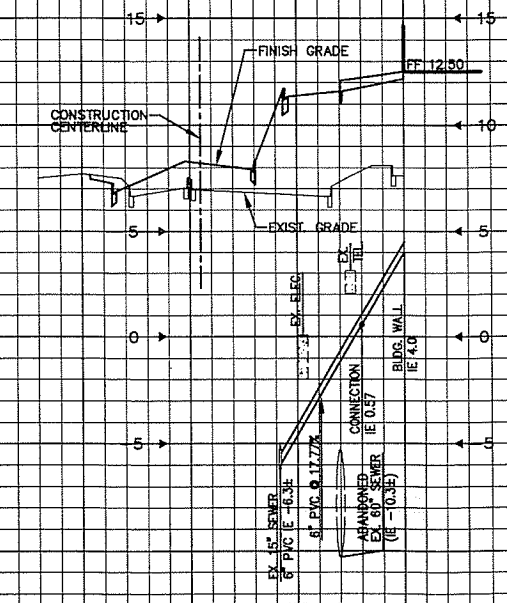 15
15
FINISH GRADE
FF 12.50
CONSTRUCTION
CENTERLINE
10
10
5
5
EXIST. GRADE
EX.
TEL
EX. ELEC
0
0
BLDG. WALL
IE 4.0
CONNECTION
IE 0.57
-5
-5
6" PVC @ 17.77%
EX. 15" SEWER
6" PVC IE -6.3±
ABANDONED
EX. 60" SEWER
(IE -10.3±)